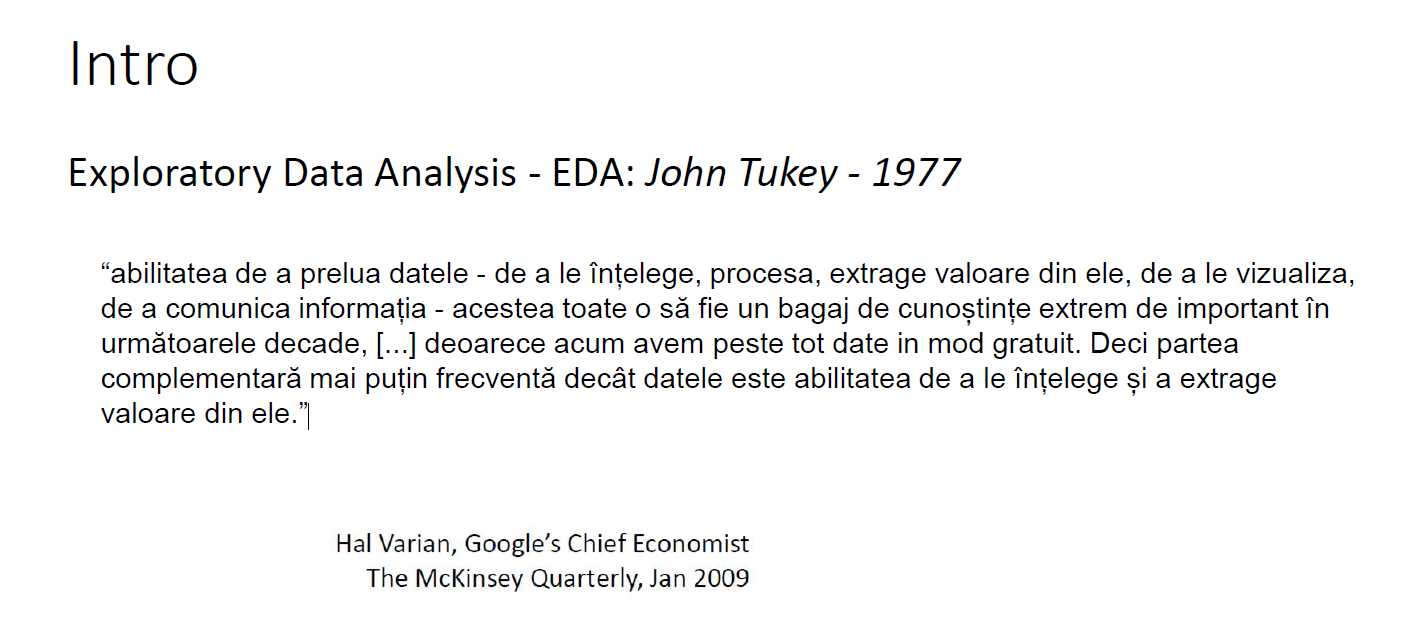 Intro
Exploratory Data Analysis - EDA: John Tukey - 1977
“abilitatea de a prelua datele - de a le înțelege, procesa, extrage valoare din ele, de a le vizualiza,
de a comunica informația - acestea toate o să fie un bagaj de cunoștințe extrem de important în
următoarele decade, [...] deoarece acum avem peste tot date in mod gratuit. Deci partea
complementară mai puțin frecventă decât datele este abilitatea de a le înțelege și a extrage
valoare din ele.”
Hal Varian, Google’s Chief Economist
The McKinsey Quarterly, Jan 2009